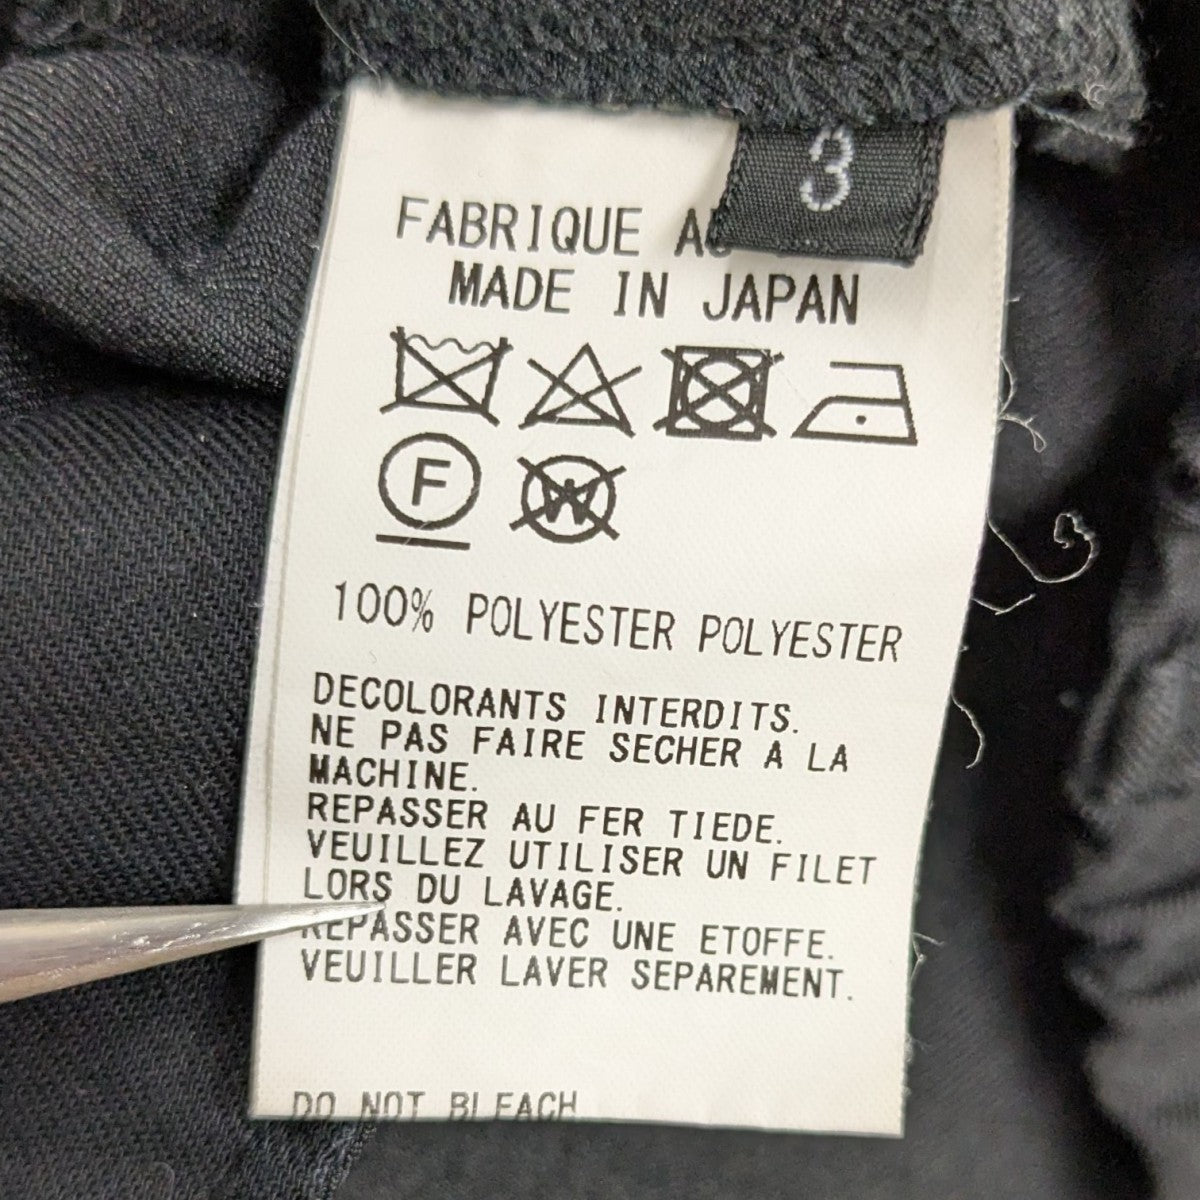 3
FABRIQUE
MADE IN JAPAN
F
W
100% POLYESTER POLYESTER
DECOLORANTS INTERDITS.
NE PAS FAIRE SECHER A LA
MACHINE.
REPASSER AU FER TIEDE.
VEUILLEZ UTILISER UN FILET
LORS DU LAVAGE.
REPASSER AVEC UNE ETOFFE.
VEUILLER LAVER SEPAREMENT.
DO NOT BLEACH